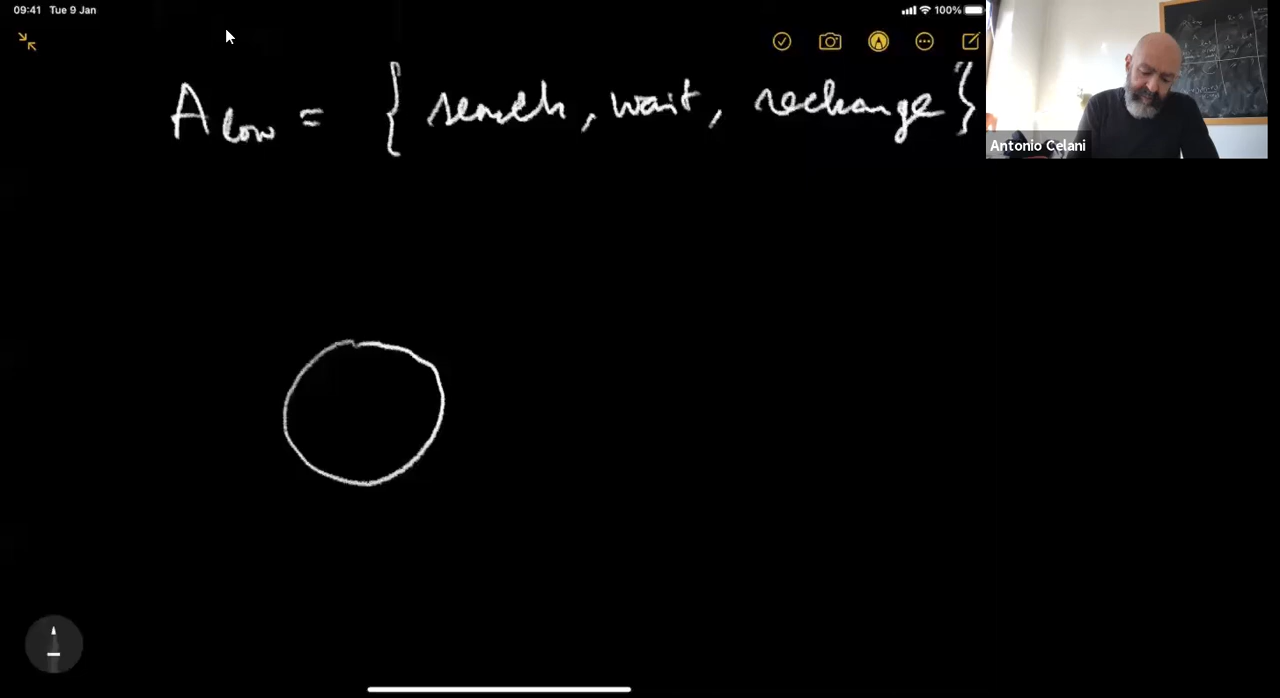 09:41 Tue 9 Jan
100%
A low = { search, wait, recharge }
Antonio Celani